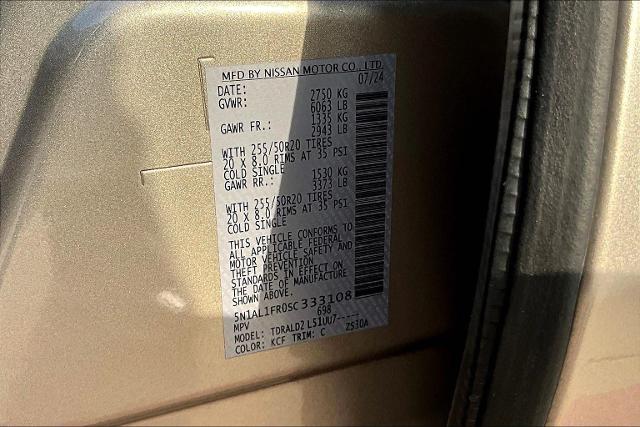 MFD BY NISSAN MOTOR CO., LTD.
DATE: 07/24
GVWR: 2750 KG
6063 LB
GAWR FR.: 1335 KG
2943 LB
WITH 255/50R20 TIRES
20 X 8.0 RIMS AT 35 PSI
COLD SINGLE
GAWR RR.: 1530 KG
3373 LB
WITH 255/50R20 TIRES
20 X 8.0 RIMS AT 35 PSI
COLD SINGLE
THIS VEHICLE CONFORMS TO
ALL APPLICABLE FEDERAL
MOTOR VEHICLE SAFETY AND
THEFT PREVENTION
STANDARDS IN EFFECT ON
THE DATE OF MANUFACTURE
SHOWN ABOVE.
5N1AL1FR0SC333108
MPV 698
MODEL: TDRALD2 L51UU7-----
COLOR: KCF TRIM: C ZS30A